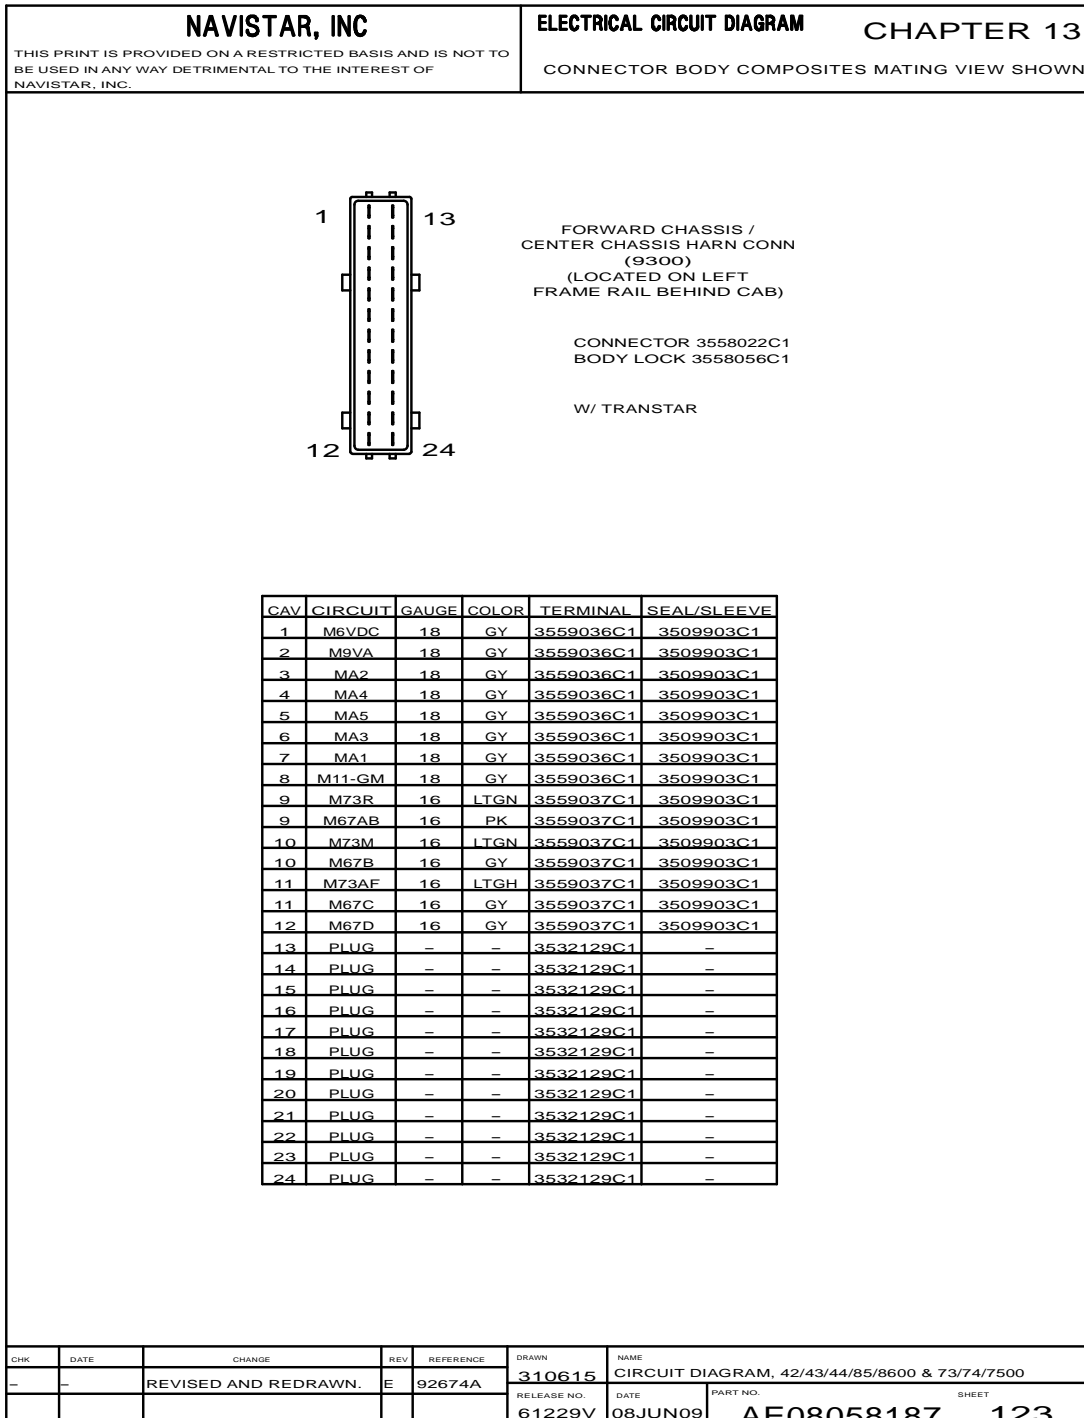 NAVISTAR, INC
THIS PRINT IS PROVIDED ON A RESTRICTED BASIS AND IS NOT TO
BE USED IN ANY WAY DETRIMENTAL TO THE INTEREST OF
NAVISTAR, INC.
ELECTRICAL CIRCUIT DIAGRAM CHAPTER 13
CONNECTOR BODY COMPOSITES MATING VIEW SHOWN
1 13
12 24
FORWARD CHASSIS /
CENTER CHASSIS HARN CONN
(9300)
(LOCATED ON LEFT
FRAME RAIL BEHIND CAB)
CONNECTOR 3558022C1
BODY LOCK 3558056C1
W/ TRANSTAR
CAV CIRCUIT GAUGE COLOR TERMINAL SEAL/SLEEVE
1 M6VDC 18 GY 3559036C1 3509903C1
2 M9VA 18 GY 3559036C1 3509903C1
3 MA2 18 GY 3559036C1 3509903C1
4 MA4 18 GY 3559036C1 3509903C1
5 MA5 18 GY 3559036C1 3509903C1
6 MA3 18 GY 3559036C1 3509903C1
7 MA1 18 GY 3559036C1 3509903C1
8 M11-GM 18 GY 3559036C1 3509903C1
9 M73R 16 LTGN 3559037C1 3509903C1
9 M67AB 16 PK 3559037C1 3509903C1
10 M73M 16 LTGN 3559037C1 3509903C1
10 M67B 16 GY 3559037C1 3509903C1
11 M73AF 16 LTGH 3559037C1 3509903C1
11 M67C 16 GY 3559037C1 3509903C1
12 M67D 16 GY 3559037C1 3509903C1
13 PLUG – – 3532129C1 –
14 PLUG – – 3532129C1 –
15 PLUG – – 3532129C1 –
16 PLUG – – 3532129C1 –
17 PLUG – – 3532129C1 –
18 PLUG – – 3532129C1 –
19 PLUG – – 3532129C1 –
20 PLUG – – 3532129C1 –
21 PLUG – – 3532129C1 –
22 PLUG – – 3532129C1 –
23 PLUG – – 3532129C1 –
24 PLUG – – 3532129C1 –
CHK DATE CHANGE REV REFERENCE
– – REVISED AND REDRAWN. E 92674A
DRAWN
310615
NAME
CIRCUIT DIAGRAM, 42/43/44/85/8600 & 73/74/7500
RELEASE NO. DATE PART NO. SHEET
61229V 08JUN09 AE08058187 123